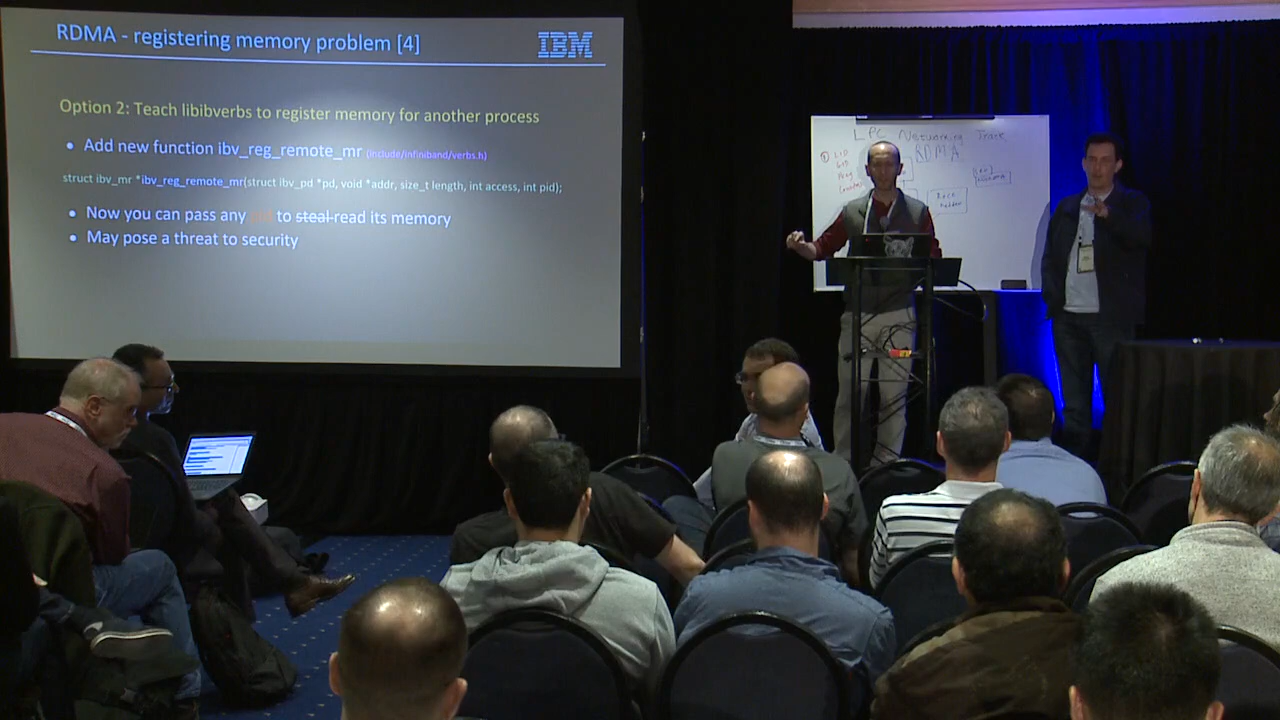 RDMA - registering memory problem [4]
IBM
Option 2: Teach libibverbs to register memory for another process
• Add new function ibv_reg_remote_mr (include/infiniband/verbs.h)
struct ibv_mr *ibv_reg_remote_mr(struct ibv_pd *pd, void *addr, size_t length, int access, int pid);
• Now you can pass any pid to steal read its memory
• May pose a threat to security
LPC Networking Track
RDMA